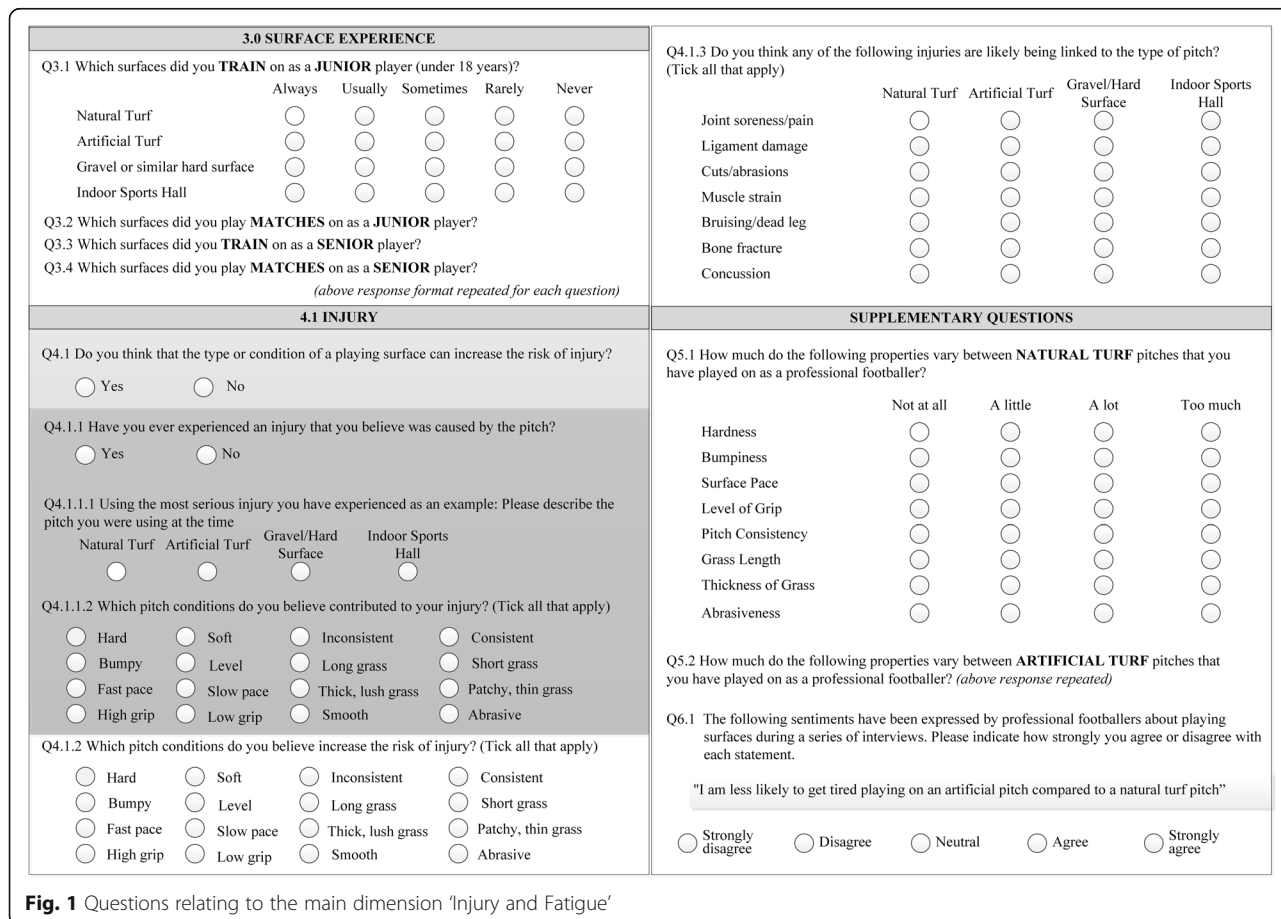 3.0 SURFACE EXPERIENCE
Q3.1 Which surfaces did you TRAIN on as a JUNIOR player (under 18 years)?
Always Usually Sometimes Rarely Never
Natural Turf
Artificial Turf
Gravel or similar hard surface
Indoor Sports Hall
Q3.2 Which surfaces did you play MATCHES on as a JUNIOR player?
Q3.3 Which surfaces did you TRAIN on as a SENIOR player?
Q3.4 Which surfaces did you play MATCHES on as a SENIOR player?
(above response format repeated for each question)
4.1 INJURY
Q4.1 Do you think that the type or condition of a playing surface can increase the risk of injury?
Yes No
Q4.1.1 Have you ever experienced an injury that you believe was caused by the pitch?
Yes No
Q4.1.1.1 Using the most serious injury you have experienced as an example: Please describe the
pitch you were using at the time
Natural Turf Artificial Turf Gravel/Hard Surface Indoor Sports Hall
Q4.1.1.2 Which pitch conditions do you believe contributed to your injury? (Tick all that apply)
Hard Soft Inconsistent Consistent
Bumpy Level Long grass Short grass
Fast pace Slow pace Thick, lush grass Patchy, thin grass
High grip Low grip Smooth Abrasive
Q4.1.2 Which pitch conditions do you believe increase the risk of injury? (Tick all that apply)
Hard Soft Inconsistent Consistent
Bumpy Level Long grass Short grass
Fast pace Slow pace Thick, lush grass Patchy, thin grass
High grip Low grip Smooth Abrasive
Q4.1.3 Do you think any of the following injuries are likely being linked to the type of pitch?
(Tick all that apply)
Natural Turf Artificial Turf Gravel/Hard Surface Indoor Sports Hall
Joint soreness/pain
Ligament damage
Cuts/abrasions
Muscle strain
Bruising/dead leg
Bone fracture
Concussion
SUPPLEMENTARY QUESTIONS
Q5.1 How much do the following properties vary between NATURAL TURF pitches that you
have played on as a professional footballer?
Not at all A little A lot Too much
Hardness
Bumpiness
Surface Pace
Level of Grip
Pitch Consistency
Grass Length
Thickness of Grass
Abrasiveness
Q5.2 How much do the following properties vary between ARTIFICIAL TURF pitches that
you have played on as a professional footballer? (above response repeated)
Q6.1 The following sentiments have been expressed by professional footballers about playing
surfaces during a series of interviews. Please indicate how strongly you agree or disagree with
each statement.
"I am less likely to get tired playing on an artificial pitch compared to a natural turf pitch”
Strongly disagree Disagree Neutral Agree Strongly agree
Fig. 1 Questions relating to the main dimension ‘Injury and Fatigue’